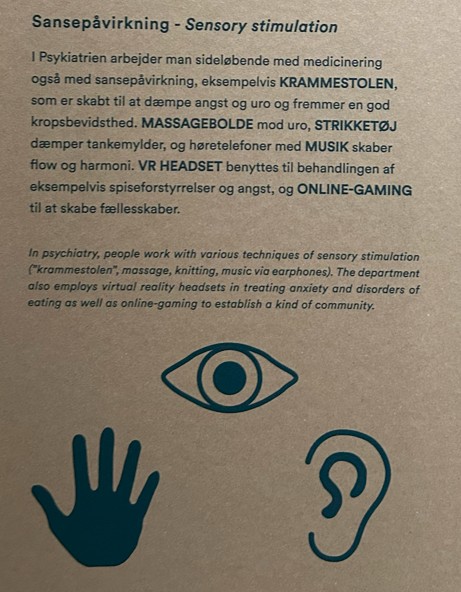 Sansepåvirkning - Sensory stimulation
I Psykiatrien arbejder man sideløbende med medicinering
også med sansepåvirkning, eksempelvis KRAMMESTOLEN,
som er skabt til at dæmpe angst og uro og fremmer en god
kropsbevidsthed. MASSAGEBOLDE mod uro, STRIKKETØJ
dæmper tankemylder, og høretelefoner med MUSIK skaber
flow og harmoni. VR HEADSET benyttes til behandlingen af
eksempelvis spiseforstyrrelser og angst, og ONLINE-GAMING
til at skabe fællesskaber.
In psychiatry, people work with various techniques of sensory stimulation
("krammestolen", massage, knitting, music via earphones). The department
also employs virtual reality headsets in treating anxiety and disorders of
eating as well as online-gaming to establish a kind of community.